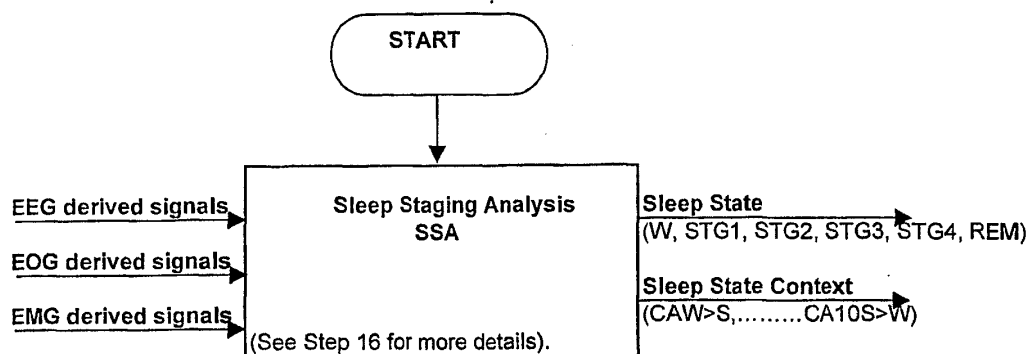 START
EEG derived signals
EOG derived signals
EMG derived signals
Sleep Staging Analysis
SSA
(See Step 16 for more details).
Sleep State
(W, STG1, STG2, STG3, STG4, REM)
Sleep State Context
(CAW>S,.........CA10S>W)